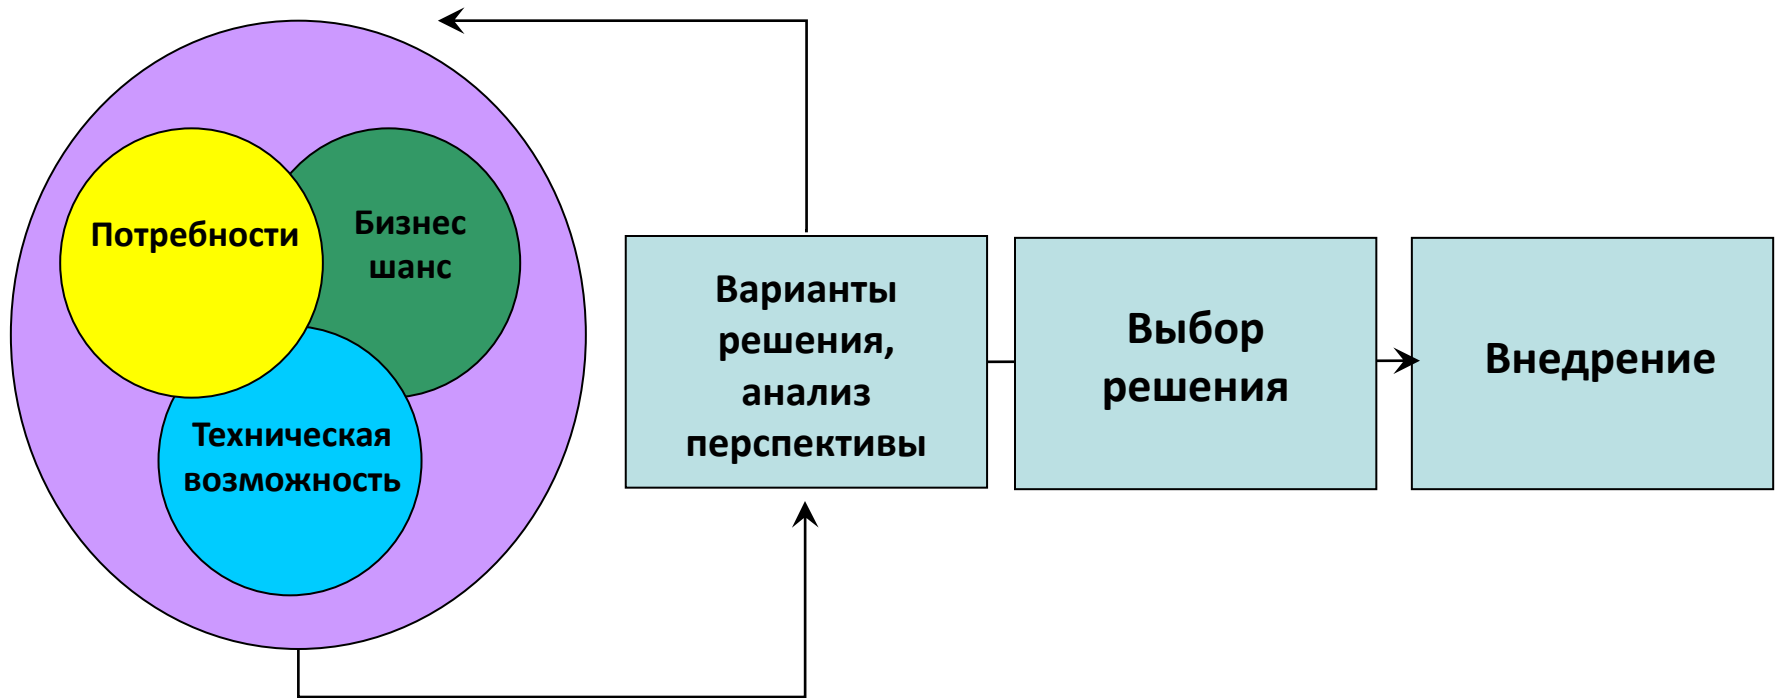 Потребности
Бизнес
шанс
Техническая
возможность
Варианты
решения,
анализ
перспективы
Выбор
решения
Внедрение